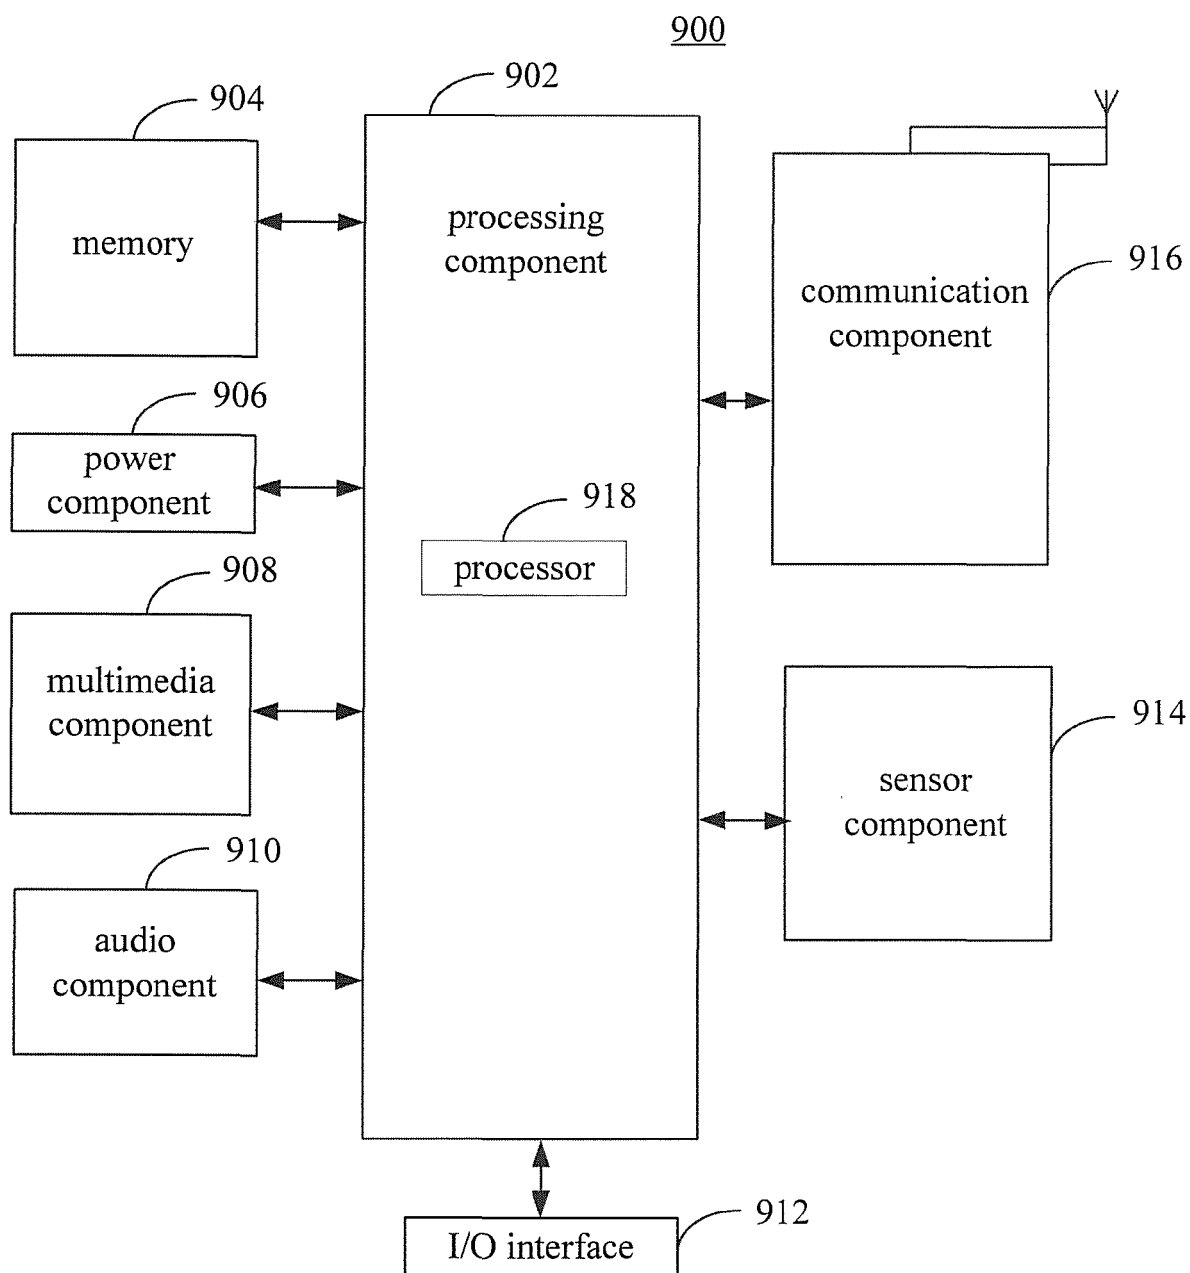 900
902
904
memory
processing
component
916
communication
component
906
power
component
918
processor
908
multimedia
component
914
sensor
component
910
audio
component
912
I/O interface